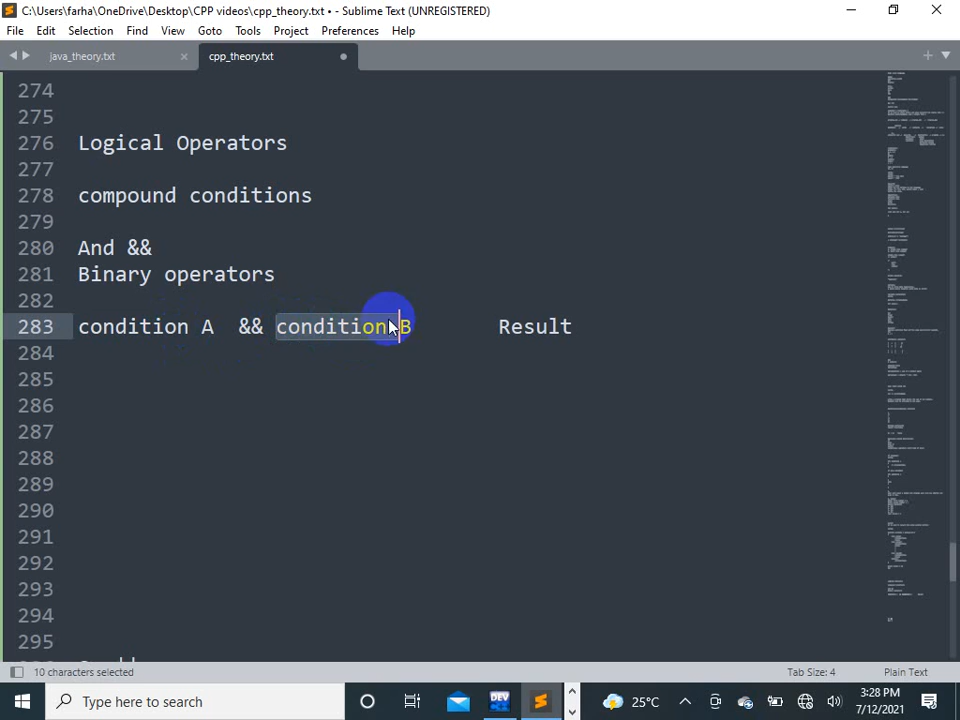 C:\Users\farha\OneDrive\Desktop\CPP videos\cpp_theory.txt • - Sublime Text (UNREGISTERED)
File Edit Selection Find View Goto Tools Project Preferences Help
java_theory.txt cpp_theory.txt
274
275
276 Logical Operators
277
278 compound conditions
279
280 And &&
281 Binary operators
282
283 condition A && condition B Result
284
285
286
287
288
289
290
291
292
293
294
295
10 characters selected Tab Size: 4 Plain Text
Type here to search DEV 25°C 3:28 PM
7/12/2021